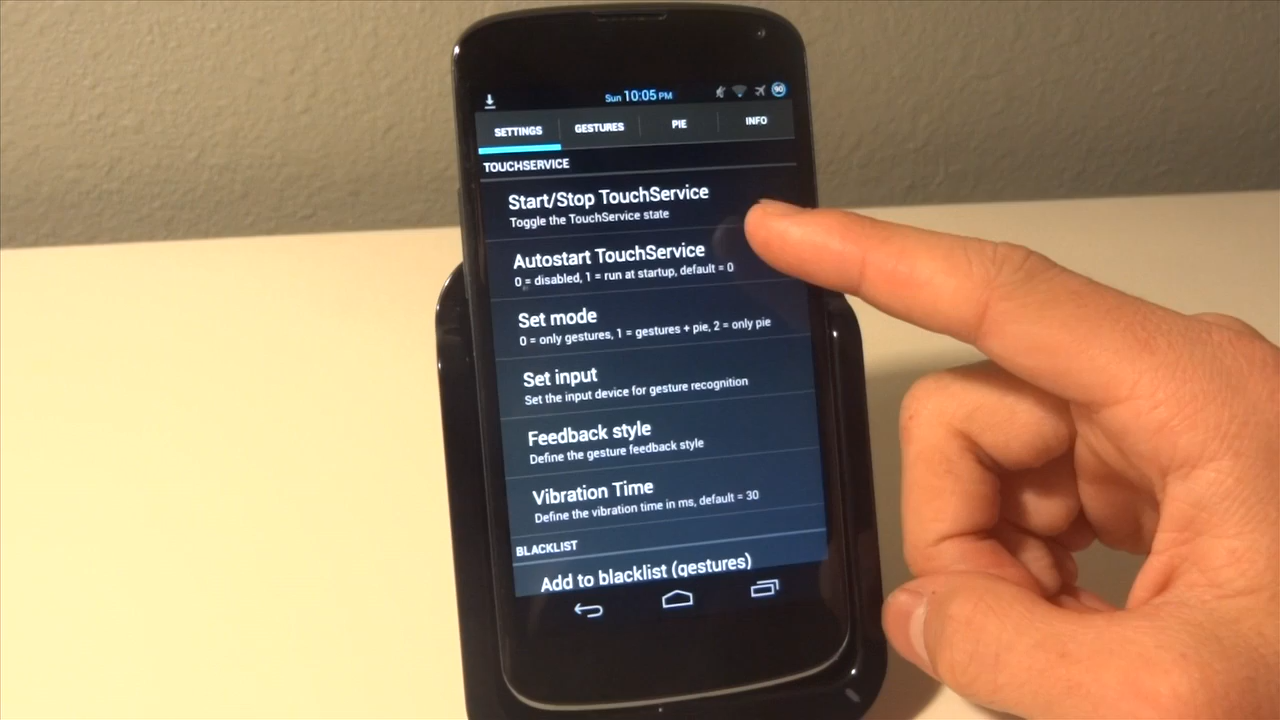 Sun 10:05 PM
90
SETTINGS GESTURES PIE INFO
TOUCHSERVICE
Start/Stop TouchService
Toggle the TouchService state
Autostart TouchService
0 = disabled, 1 = run at startup, default = 0
Set mode
0 = only gestures, 1 = gestures + pie, 2 = only pie
Set input
Set the input device for gesture recognition
Feedback style
Define the gesture feedback style
Vibration Time
Define the vibration time in ms, default = 30
BLACKLIST
Add to blacklist (gestures)